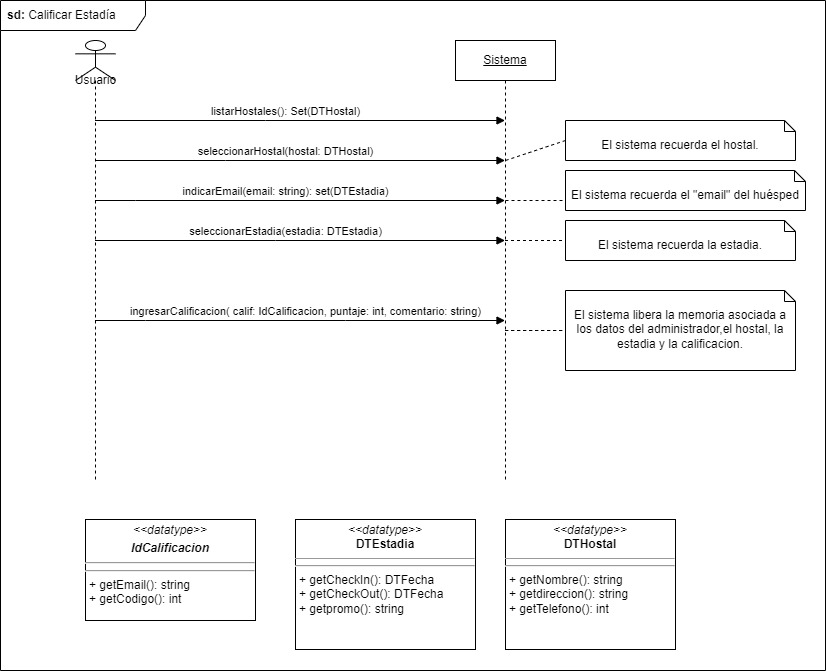 sd: Calificar Estadía
Usuario
Sistema
listarHostales(): Set(DTHostal)
seleccionarHostal(hostal: DTHostal)
El sistema recuerda el hostal.
indicarEmail(email: string): set(DTEstadia)
El sistema recuerda el "email" del huésped
seleccionarEstadia(estadia: DTEstadia)
El sistema recuerda la estadia.
ingresarCalificacion( calif: IdCalificacion, puntaje: int, comentario: string)
El sistema libera la memoria asociada a
los datos del administrador,el hostal, la
estadia y la calificacion.
<<datatype>>
IdCalificacion
+ getEmail(): string
+ getCodigo(): int
<<datatype>>
DTEstadia
+ getCheckIn(): DTFecha
+ getCheckOut(): DTFecha
+ getpromo(): string
<<datatype>>
DTHostal
+ getNombre(): string
+ getdireccion(): string
+ getTelefono(): int